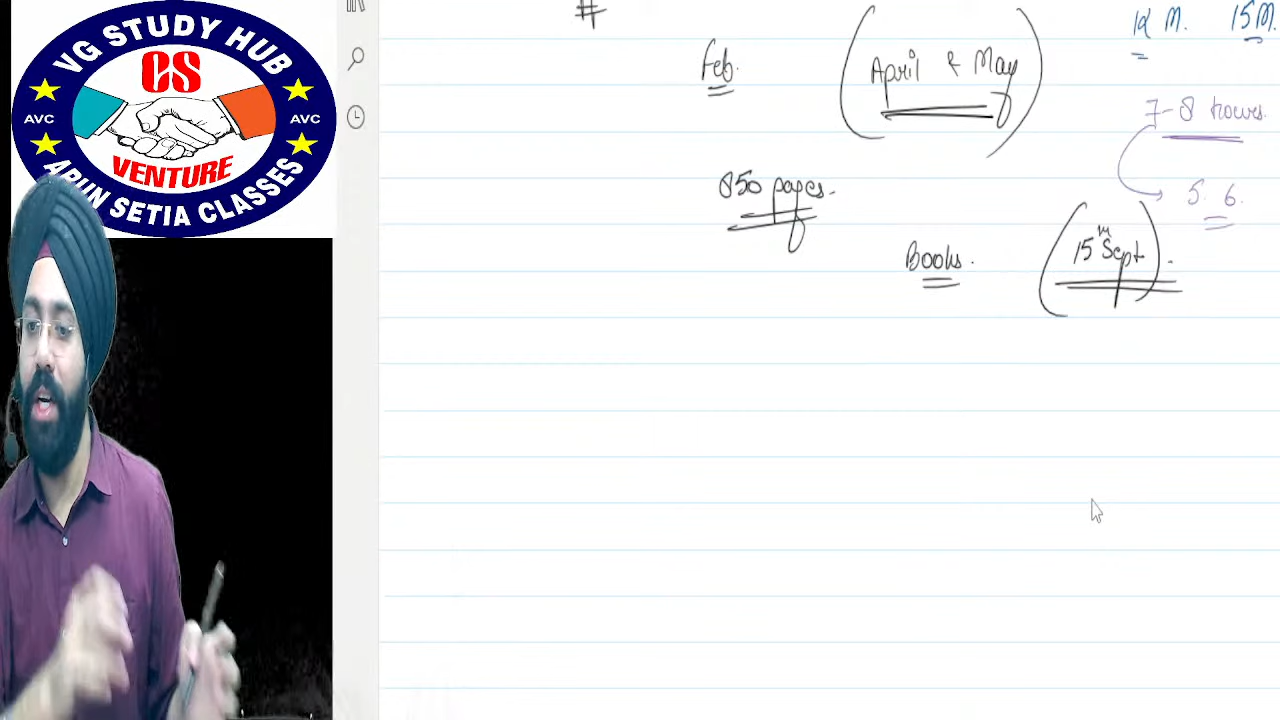 VG STUDY HUB
CS
AVC AVC
VENTURE
ARUN SETIA CLASSES
#
12 M. 15 M.
Feb. (April & May)
7-8 hours.
850 pages. 5. 6.
Books. (15th Sept).